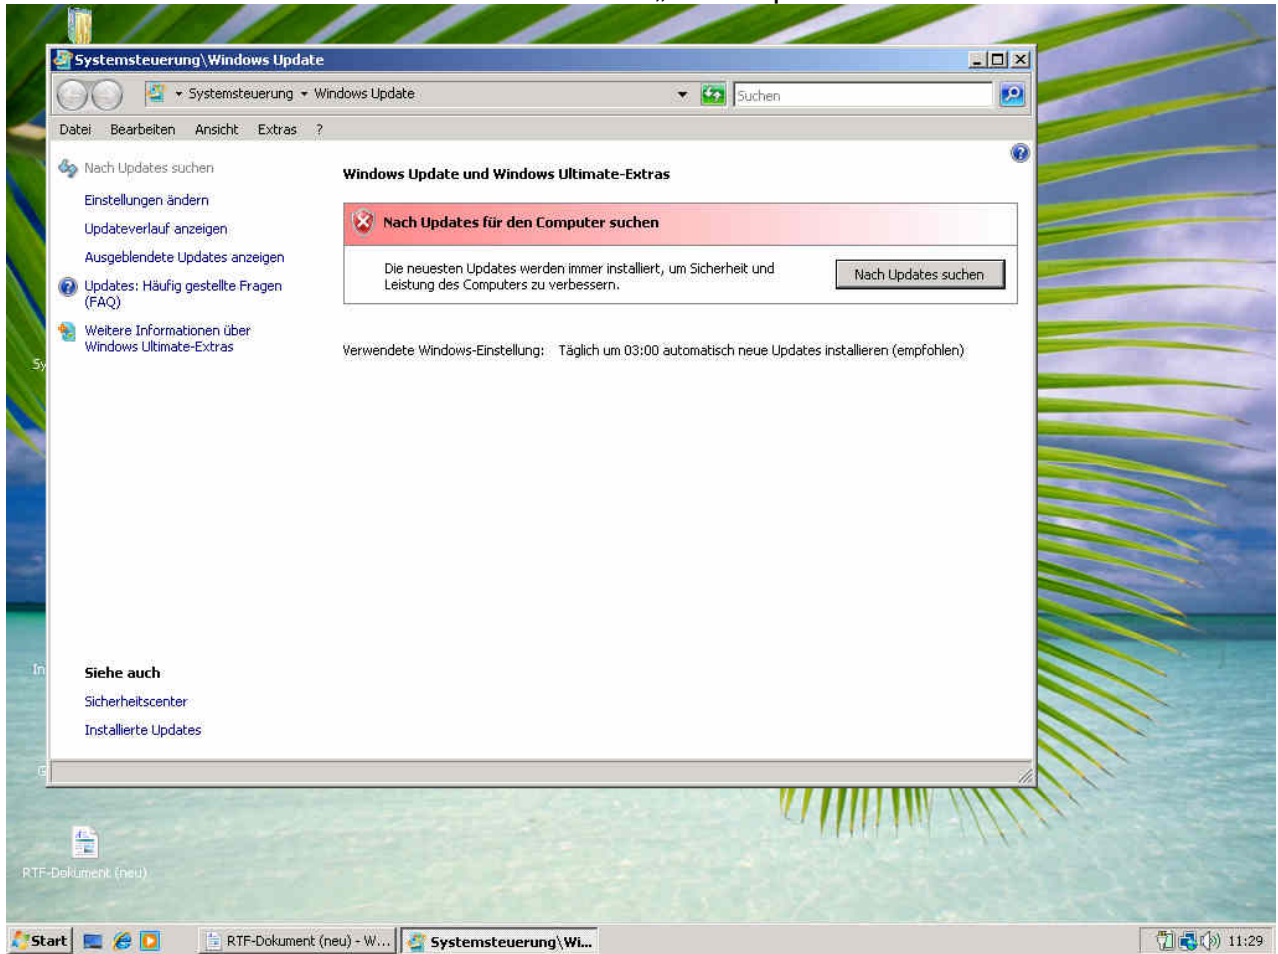 Systemsteuerung\Windows Update
Systemsteuerung Windows Update
Suchen
Datei Bearbeiten Ansicht Extras ?
Nach Updates suchen
Einstellungen ändern
Updateverlauf anzeigen
Ausgeblendete Updates anzeigen
Updates: Häufig gestellte Fragen
(FAQ)
Weitere Informationen über
Windows Ultimate-Extras
Windows Update und Windows Ultimate-Extras
Nach Updates für den Computer suchen
Die neuesten Updates werden immer installiert, um Sicherheit und
Leistung des Computers zu verbessern.
Nach Updates suchen
Verwendete Windows-Einstellung: Täglich um 03:00 automatisch neue Updates installieren (empfohlen)
Sy
In
Siehe auch
Sicherheitscenter
Installierte Updates
RTF-Dokument (neu)
Start
RTF-Dokument (neu) - W...
Systemsteuerung\Wi...
11:29